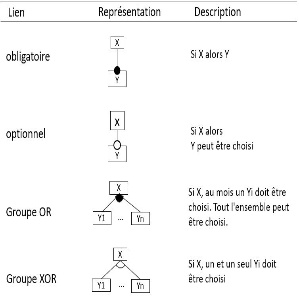 Lien Représentation Description
obligatoire
X
Y
Si X alors Y
optionnel
X
Y
Si X alors
Y peut être choisi
Groupe OR
X
Y1 ... Yn
Si X, au mois un Yi doit être
choisi. Tout l'ensemble peut
être choisi.
Groupe XOR
X
Y1 ... Yn
Si X, un et un seul Yi doit
être choisi